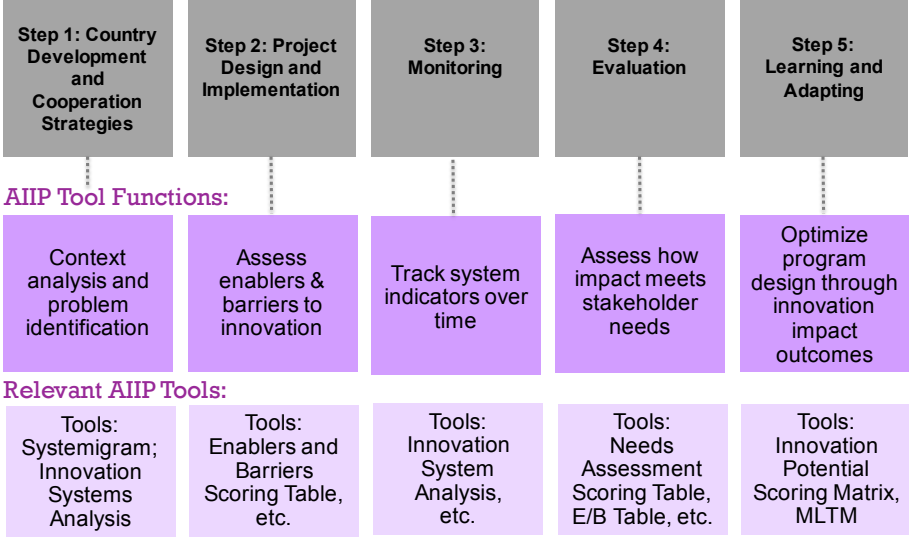 Step 1: Country
Development
and
Cooperation
Strategies
Step 2: Project
Design and
Implementation
Step 3:
Monitoring
Step 4:
Evaluation
Step 5:
Learning and
Adapting
AIIP Tool Functions:
Context
analysis and
problem
identification
Assess
enablers &
barriers to
innovation
Track system
indicators over
time
Assess how
impact meets
stakeholder
needs
Optimize
program
design through
innovation
impact
outcomes
Relevant AIIP Tools:
Tools:
Systemigram;
Innovation
Systems
Analysis
Tools:
Enablers and
Barriers
Scoring Table,
etc.
Tools:
Innovation
System
Analysis,
etc.
Tools:
Needs
Assessment
Scoring Table,
E/B Table, etc.
Tools:
Innovation
Potential
Scoring Matrix,
MLTM